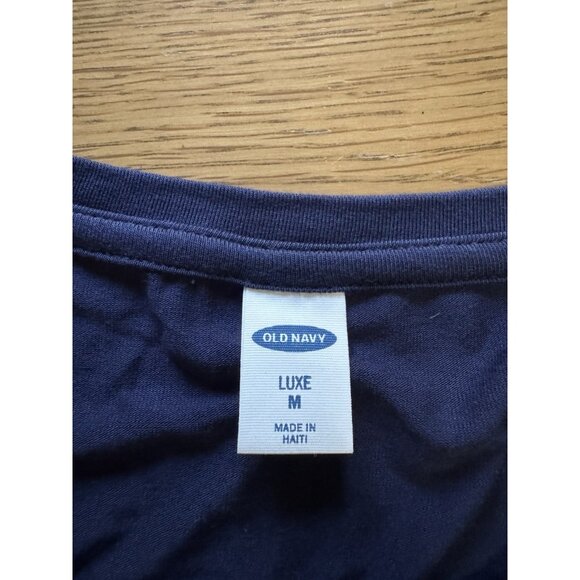 OLD NAVY
LUXE
M
MADE IN
HAITI